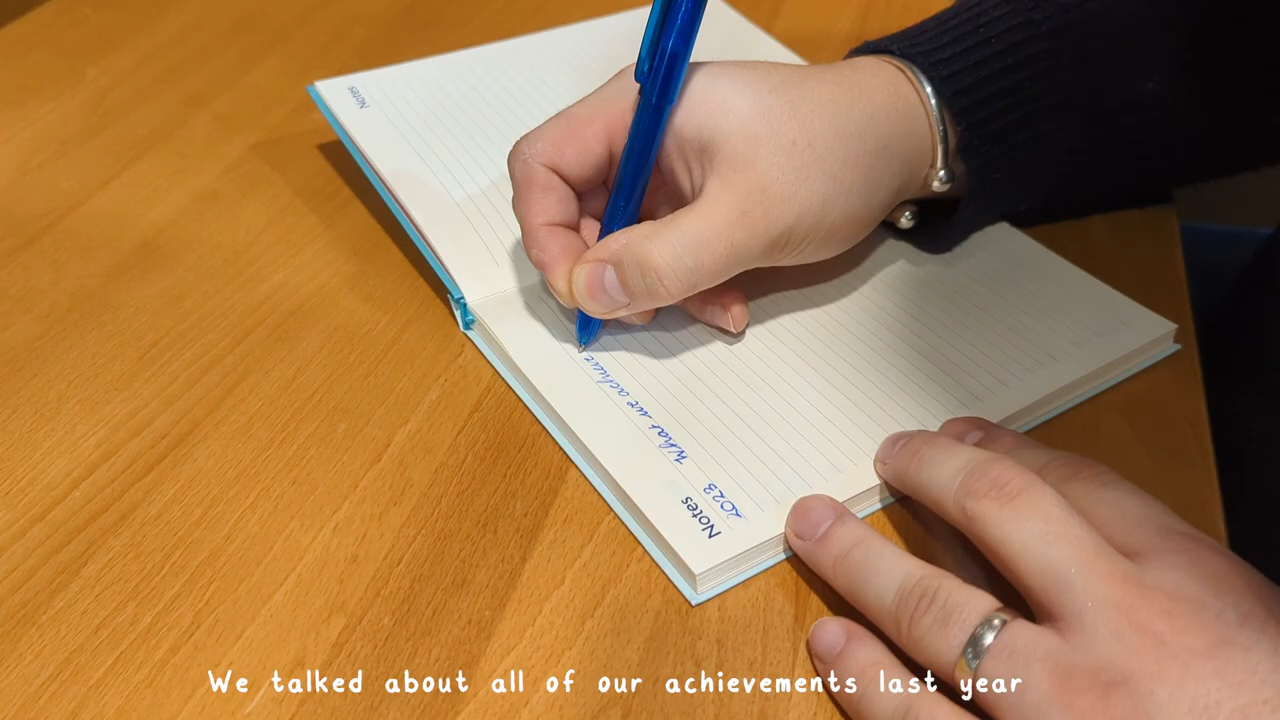 Notes
Notes
2023
What we achieve
We talked about all of our achievements last year